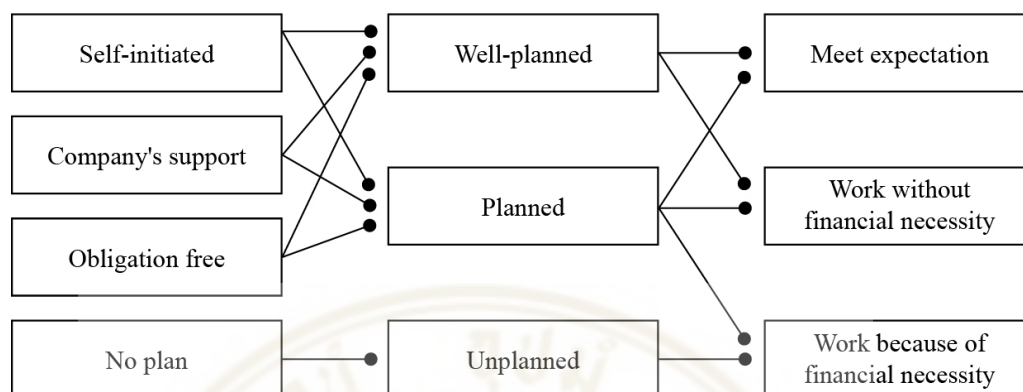 Self-initiated
Well-planned
Meet expectation
Company's support
Planned
Work without
financial necessity
Obligation free
No plan
Unplanned
Work because of
financial necessity